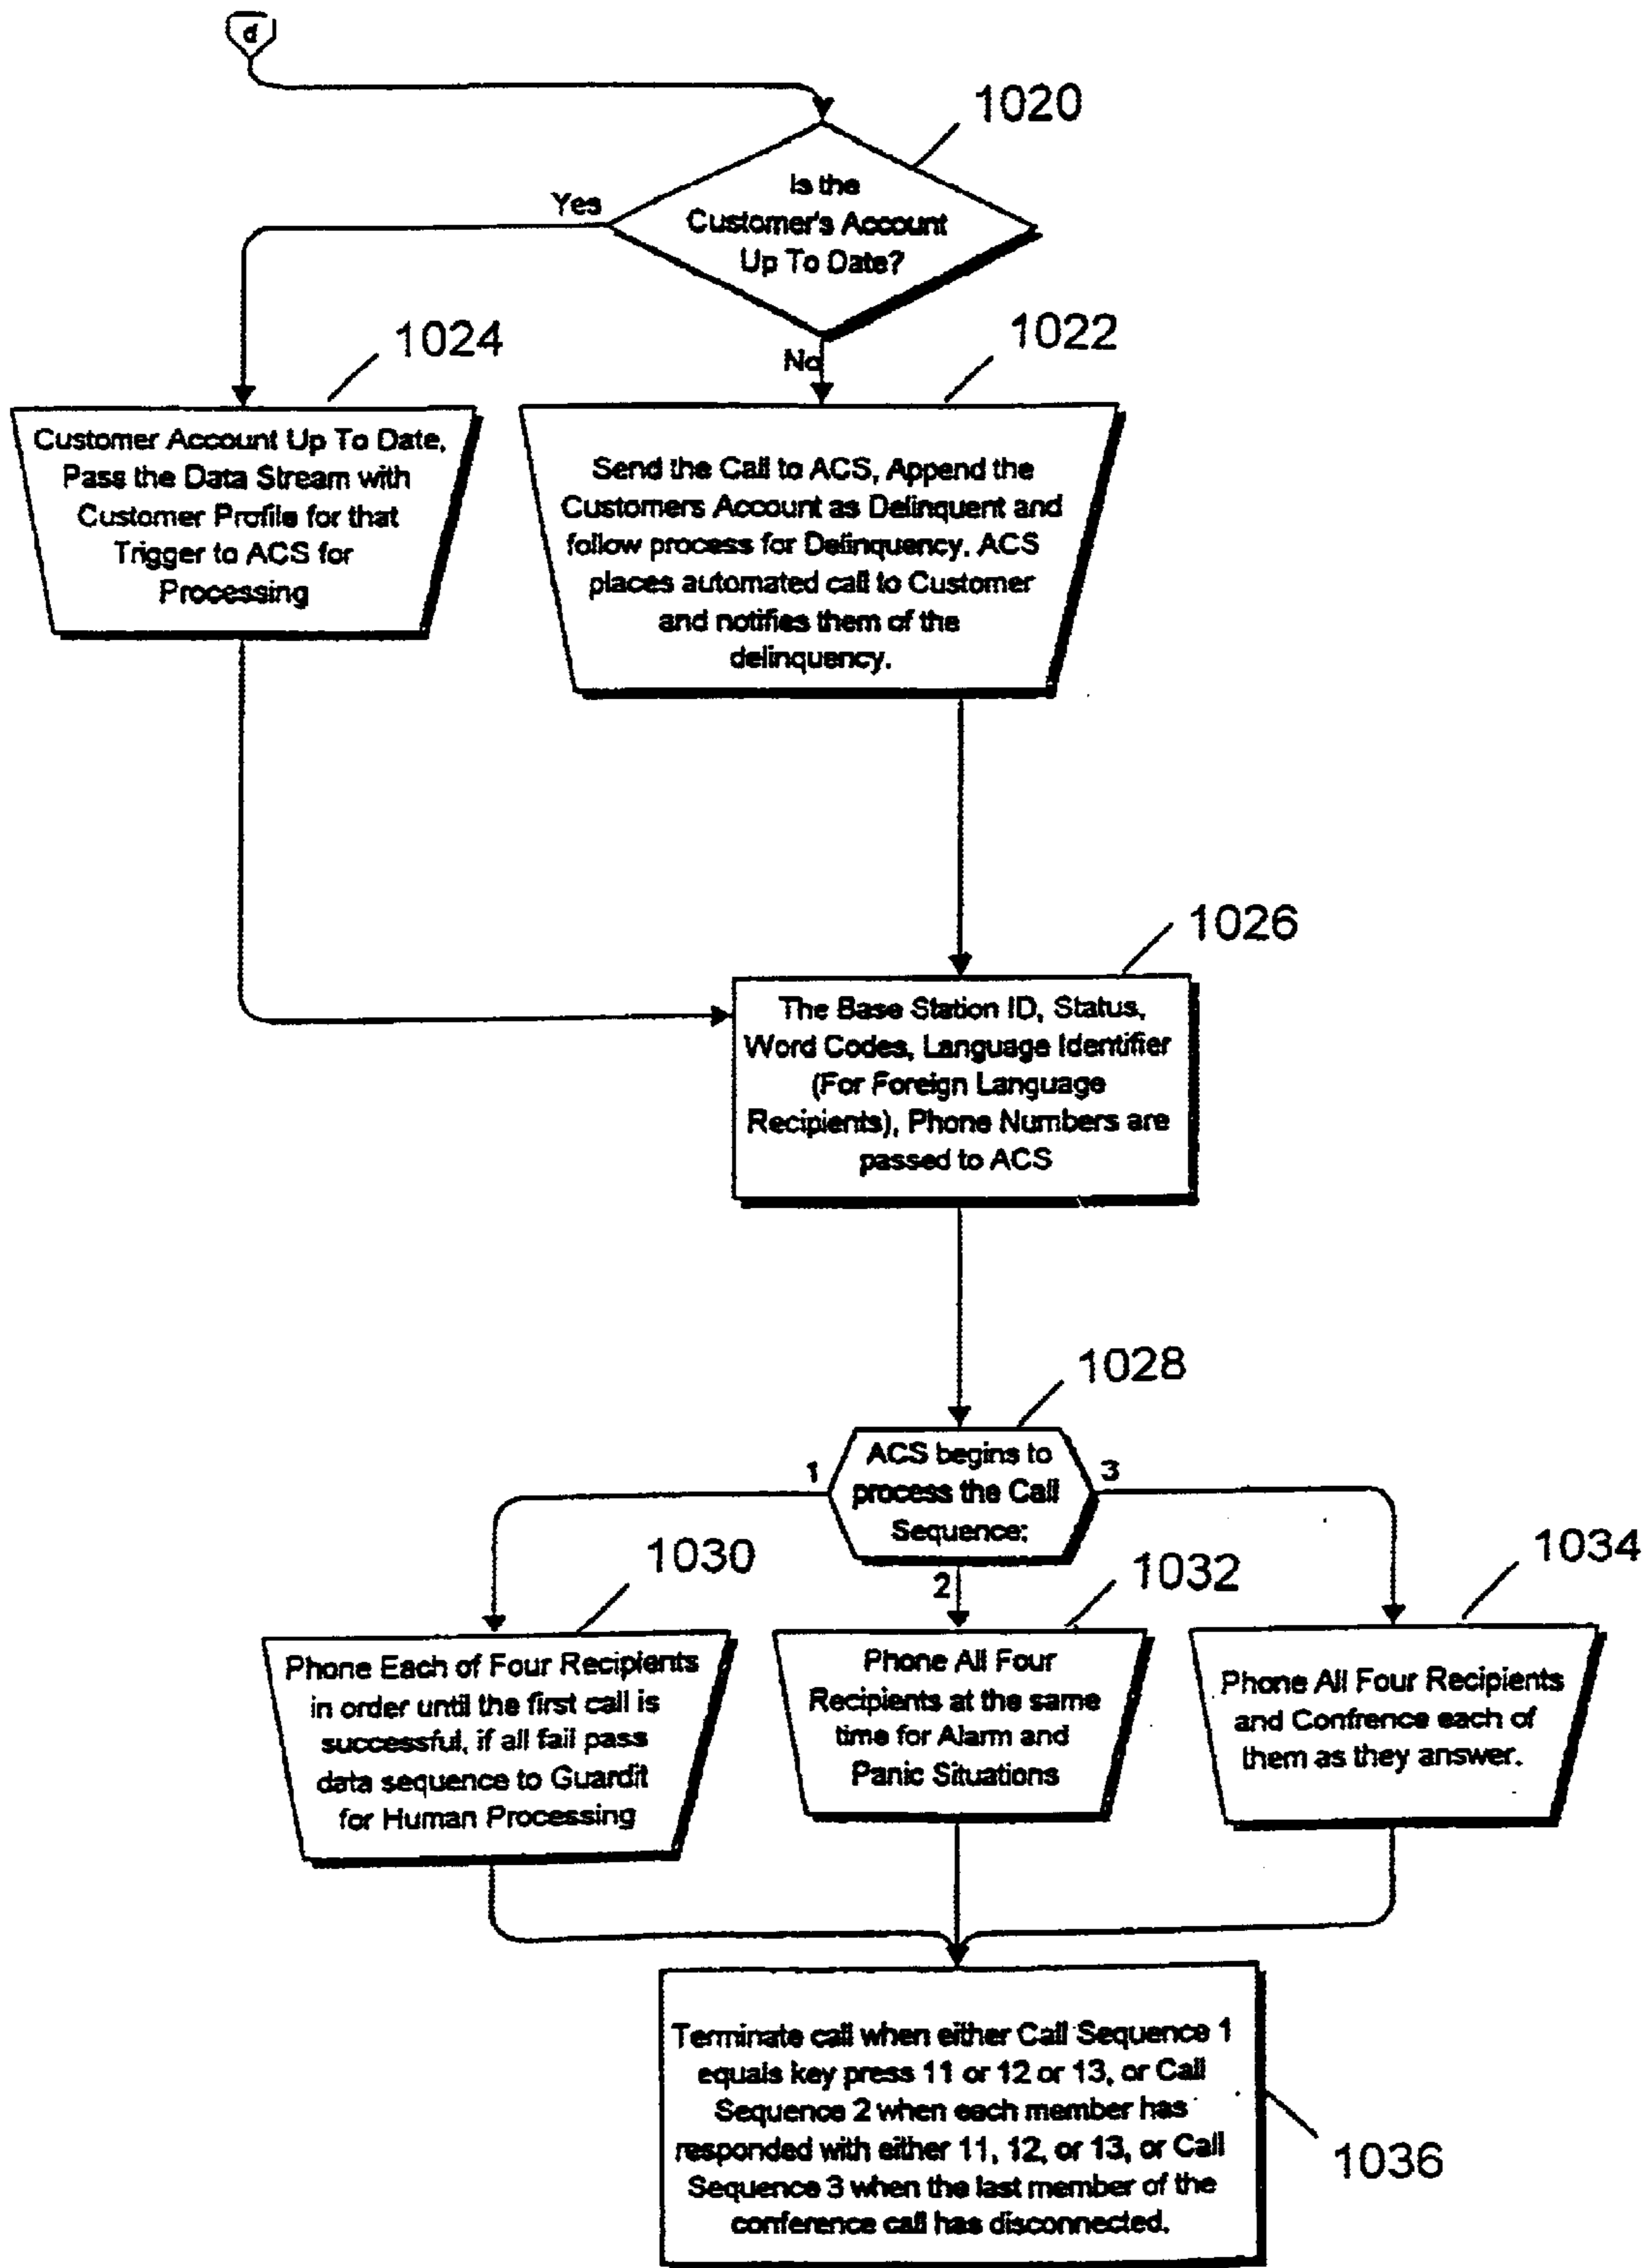 d
1020
Is the
Customer's Account
Up To Date?
Yes
No
1024
1022
Customer Account Up To Date,
Pass the Data Stream with
Customer Profile for that
Trigger to ACS for
Processing
Send the Call to ACS, Append the
Customers Account as Delinquent and
follow process for Delinquency. ACS
places automated call to Customer
and notifies them of the
delinquency.
1026
The Base Station ID, Status,
Word Codes, Language Identifier
(For Foreign Language
Recipients), Phone Numbers are
passed to ACS
1028
ACS begins to
process the Call
Sequence:
1
2
3
1030
1032
1034
Phone Each of Four Recipients
in order until the first call is
successful, if all fail pass
data sequence to Guardit
for Human Processing
Phone All Four
Recipients at the same
time for Alarm and
Panic Situations
Phone All Four Recipients
and Confrence each of
them as they answer.
Terminate call when either Call Sequence 1
equals key press 11 or 12 or 13, or Call
Sequence 2 when each member has
responded with either 11, 12, or 13, or Call
Sequence 3 when the last member of the
conference call has disconnected.
1036